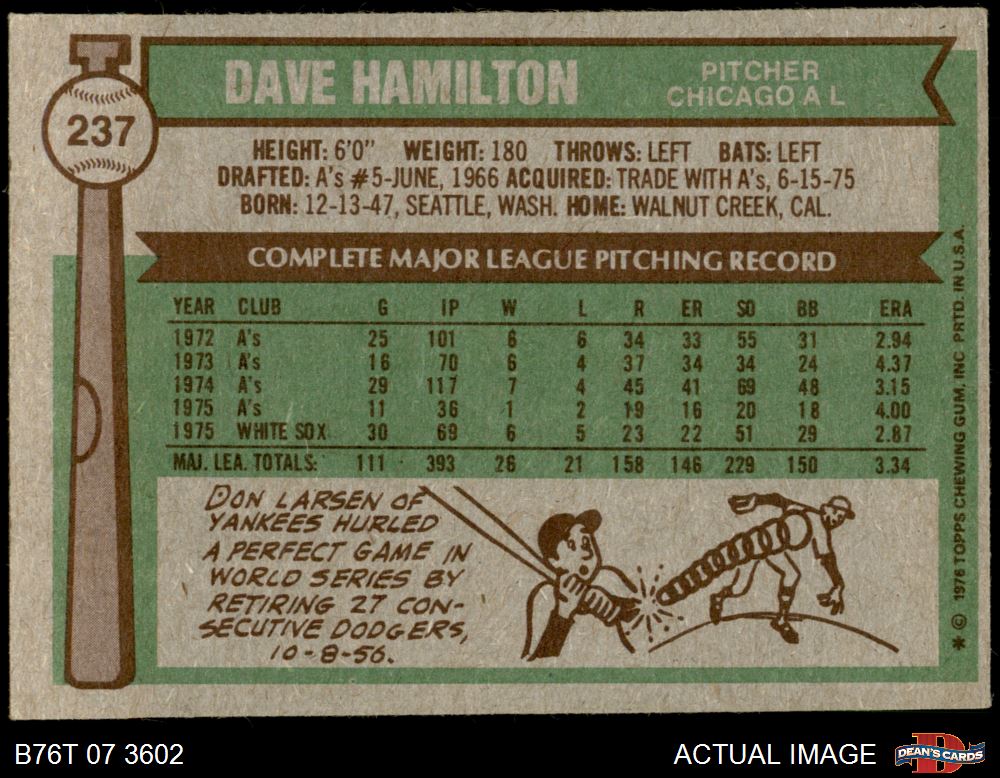 237
DAVE HAMILTON
PITCHER
CHICAGO A L
HEIGHT: 6'0" WEIGHT: 180 THROWS: LEFT BATS: LEFT
DRAFTED: A's #5-JUNE, 1966 ACQUIRED: TRADE WITH A's, 6-15-75
BORN: 12-13-47, SEATTLE, WASH. HOME: WALNUT CREEK, CAL.
COMPLETE MAJOR LEAGUE PITCHING RECORD
YEAR CLUB G IP W L R ER SO BB ERA
1972 A's 25 101 6 6 34 33 55 31 2.94
1973 A's 16 70 6 4 37 34 34 24 4.37
1974 A's 29 117 7 4 45 41 69 48 3.15
1975 A's 11 36 1 2 19 16 20 18 4.00
1975 WHITE SOX 30 69 6 5 23 22 51 29 2.87
MAJ. LEA. TOTALS: 111 393 26 21 158 146 229 150 3.34
DON LARSEN OF
YANKEES HURLED
A PERFECT GAME IN
WORLD SERIES BY
RETIRING 27 CON-
SECUTIVE DODGERS,
10-8-56.
* © 1976 TOPPS CHEWING GUM, INC PRTD. IN U.S.A.
B76T 07 3602
ACTUAL IMAGE
DEAN'S CARDS